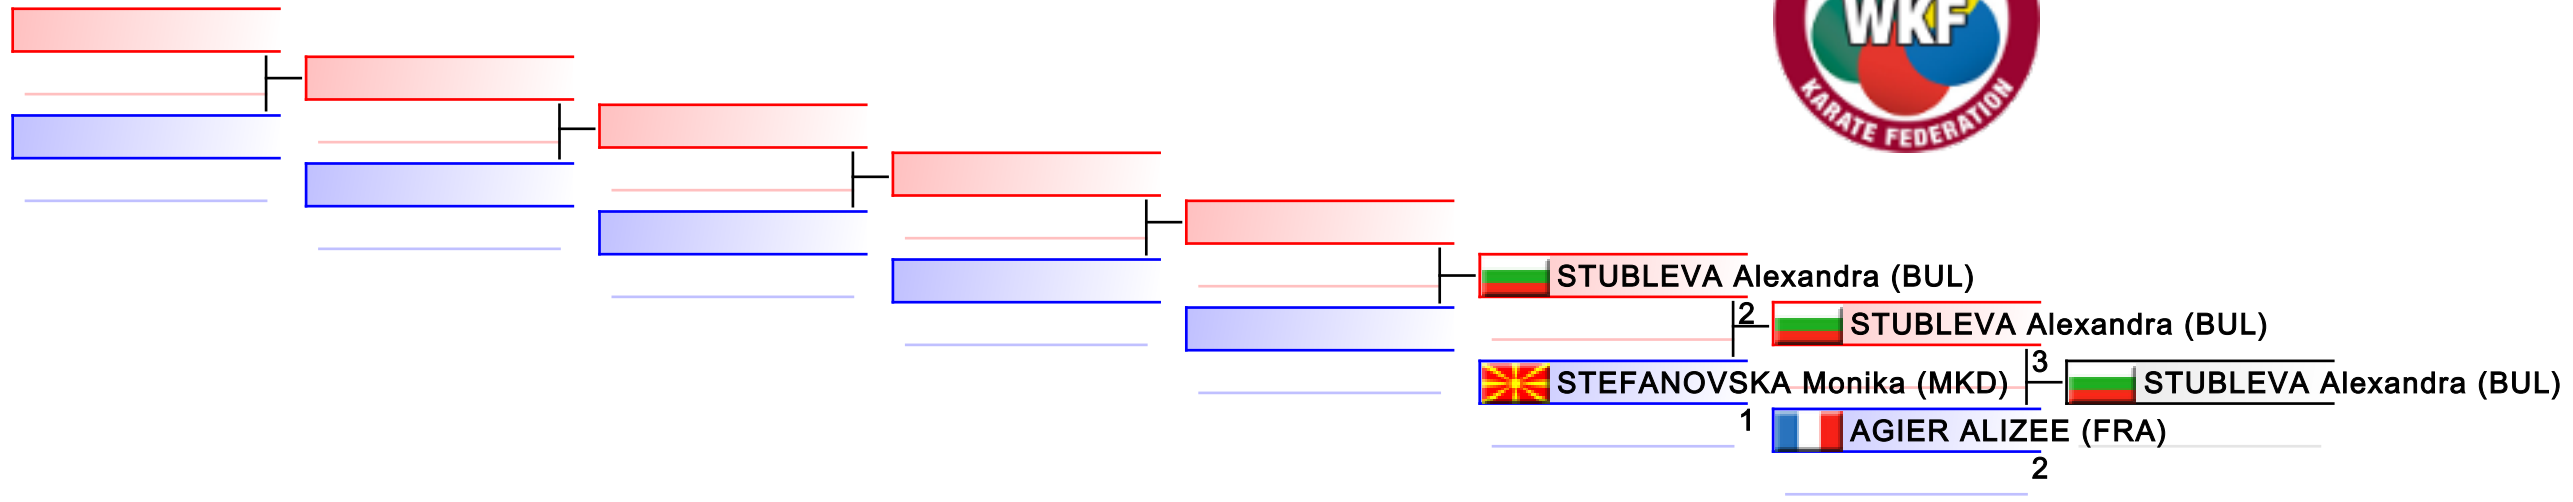 WKF
KARATE FEDERATION
STUBLEVA Alexandra (BUL)
2
STUBLEVA Alexandra (BUL)
STEFANOVSKA Monika (MKD)
3
STUBLEVA Alexandra (BUL)
1
AGIER ALIZEE (FRA)
2